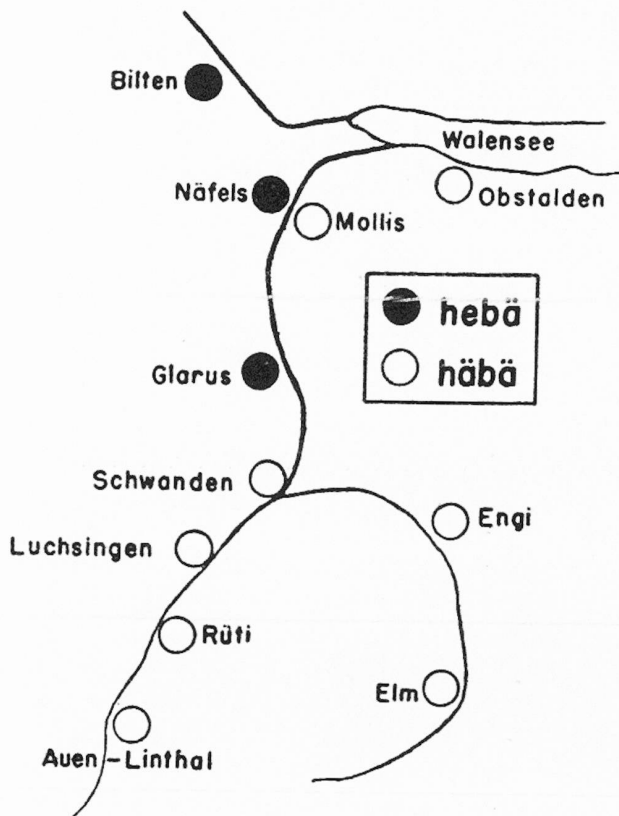 Bilten
Walensee
Näfels
Obstalden
Mollis
hebä
häbä
Glarus
Schwanden
Engi
Luchsingen
Rüti
Elm
Auen-Linthal